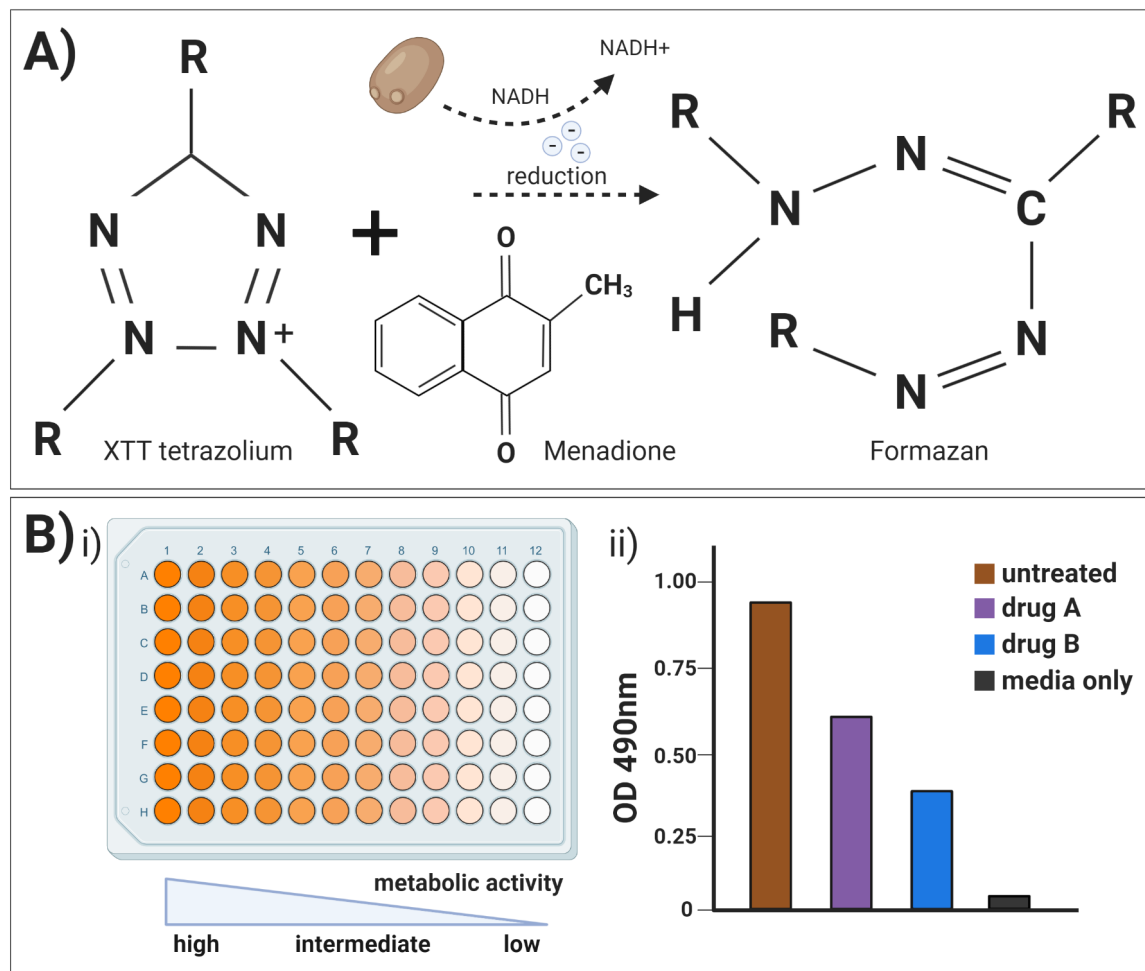 A)
R
N
N
N
N+
R
R
XTT tetrazolium
+
NADH
NADH+
- - -
reduction
O
CH₃
O
Menadione
R
R
N
N
C
H
R
N
N
Formazan
B)
i)
1 2 3 4 5 6 7 8 9 10 11 12
A
B
C
D
E
F
G
H
metabolic activity
high intermediate low
ii)
OD 490nm
1.00
0.75
0.50
0.25
0
untreated
drug A
drug B
media only